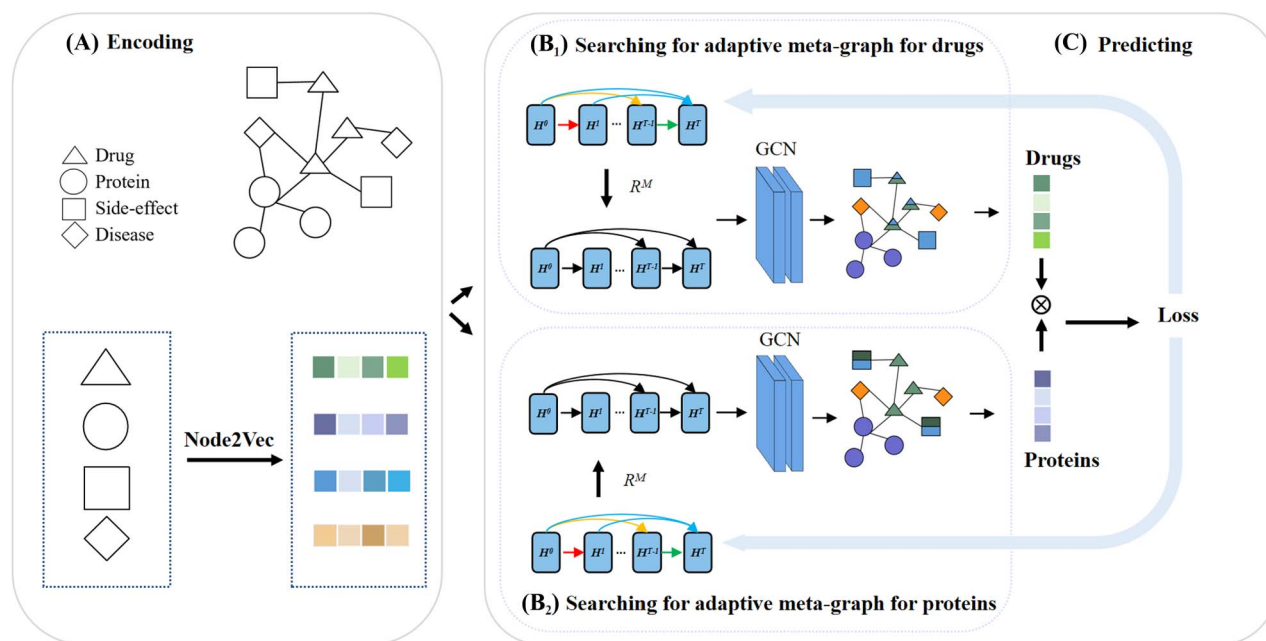 (A) Encoding
Drug
Protein
Side-effect
Disease
Node2Vec
(B₁) Searching for adaptive meta-graph for drugs
H⁰ H¹ ... Hᵀ⁻¹ Hᵀ
Rᴹ
H⁰ H¹ ... Hᵀ⁻¹ Hᵀ
GCN
GCN
H⁰ H¹ ... Hᵀ⁻¹ Hᵀ
Rᴹ
H⁰ H¹ ... Hᵀ⁻¹ Hᵀ
(B₂) Searching for adaptive meta-graph for proteins
(C) Predicting
Drugs
Loss
Proteins